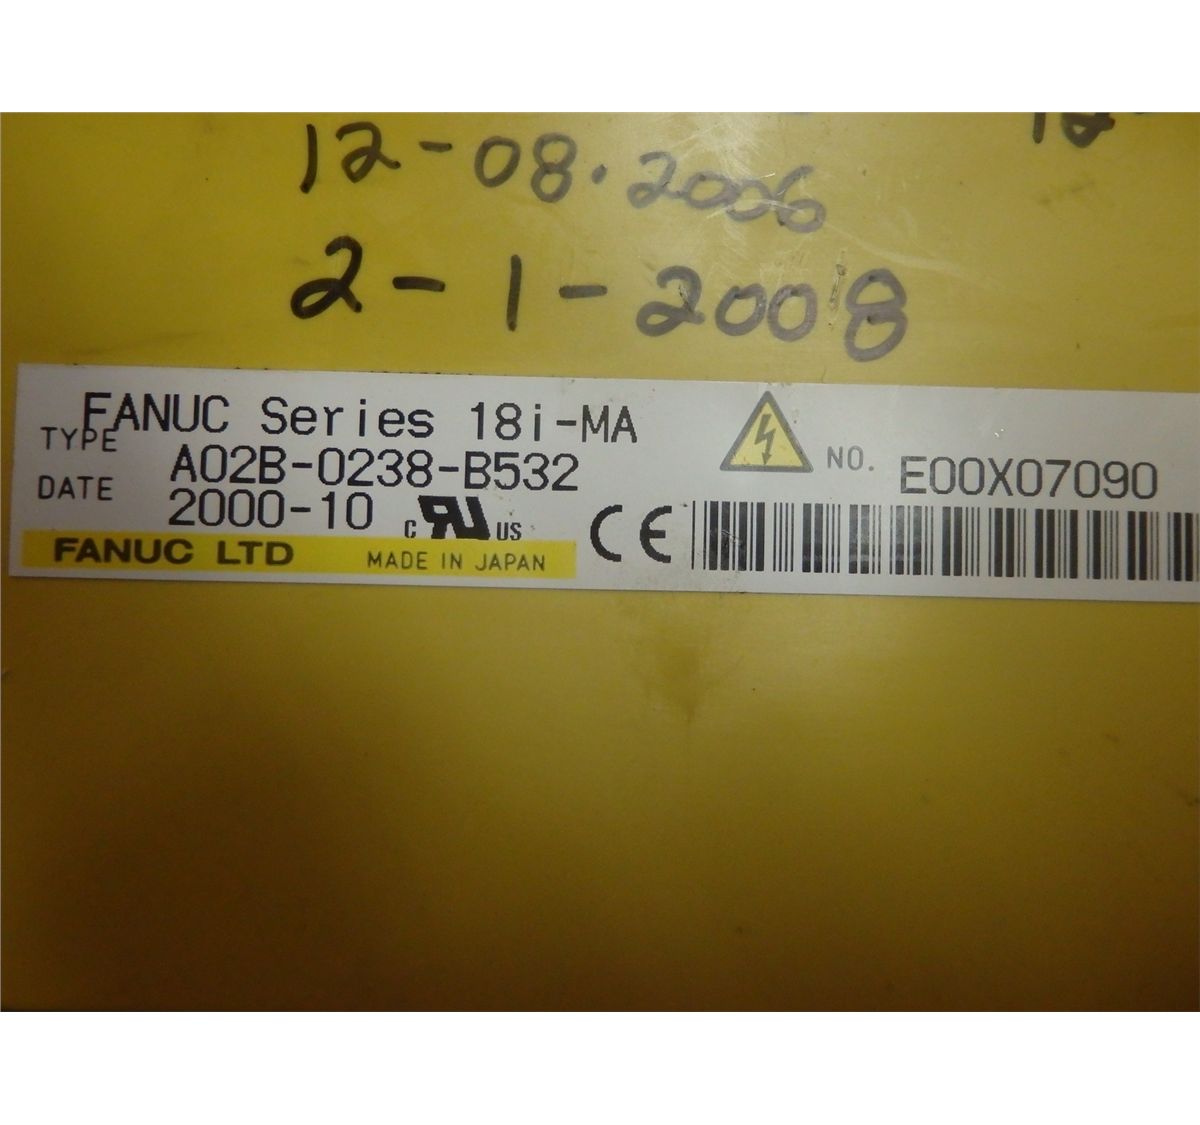 12-08.2006
2-1-2008
FANUC Series 18i-MA
TYPE A02B-0238-B532
NO. E00X07090
DATE 2000-10
c RU US
CE
FANUC LTD
MADE IN JAPAN